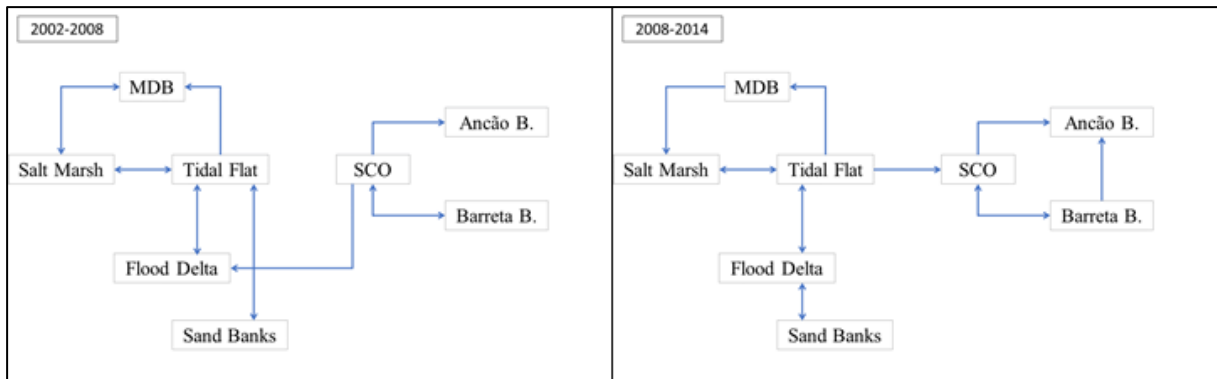 2002-2008
MDB
Ancão B.
Salt Marsh
Tidal Flat
SCO
Barreta B.
Flood Delta
Sand Banks
2008-2014
MDB
Ancão B.
Salt Marsh
Tidal Flat
SCO
Barreta B.
Flood Delta
Sand Banks